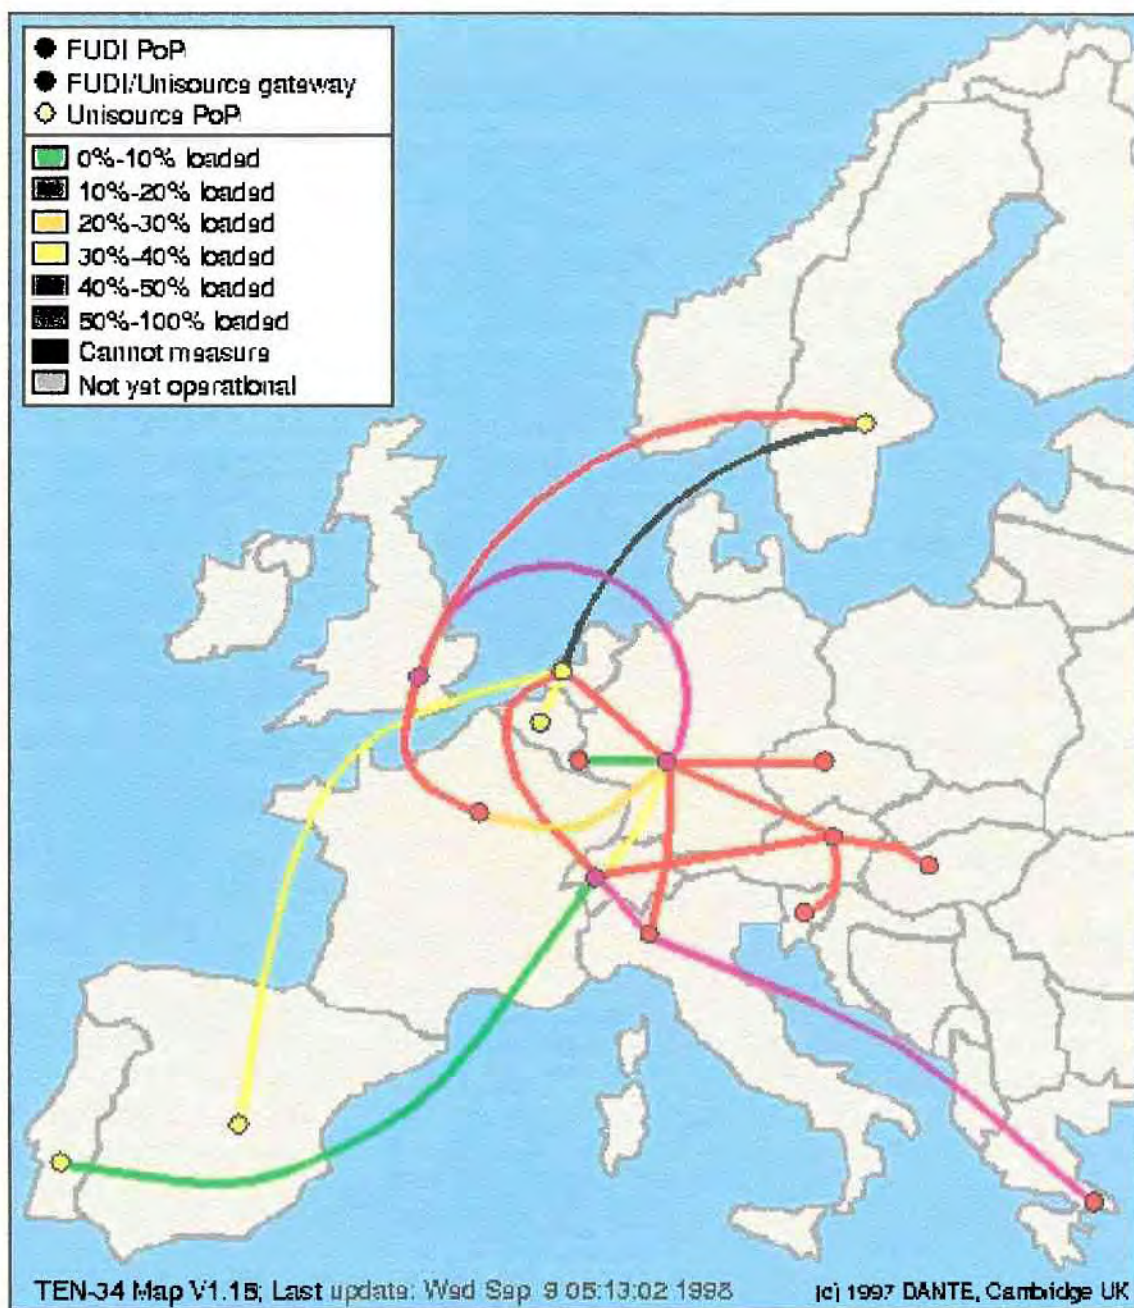 FUDI PoP
FUDI/Unisource gateway
Unisource PoP
0%-10% loaded
10%-20% loaded
20%-30% loaded
30%-40% loaded
40%-50% loaded
50%-100% loaded
Cannot measure
Not yet operational
TEN-34 Map V1.15; Last update: Wed Sep 9 05:13:02 1998
(c) 1997 DANTE, Cambridge UK